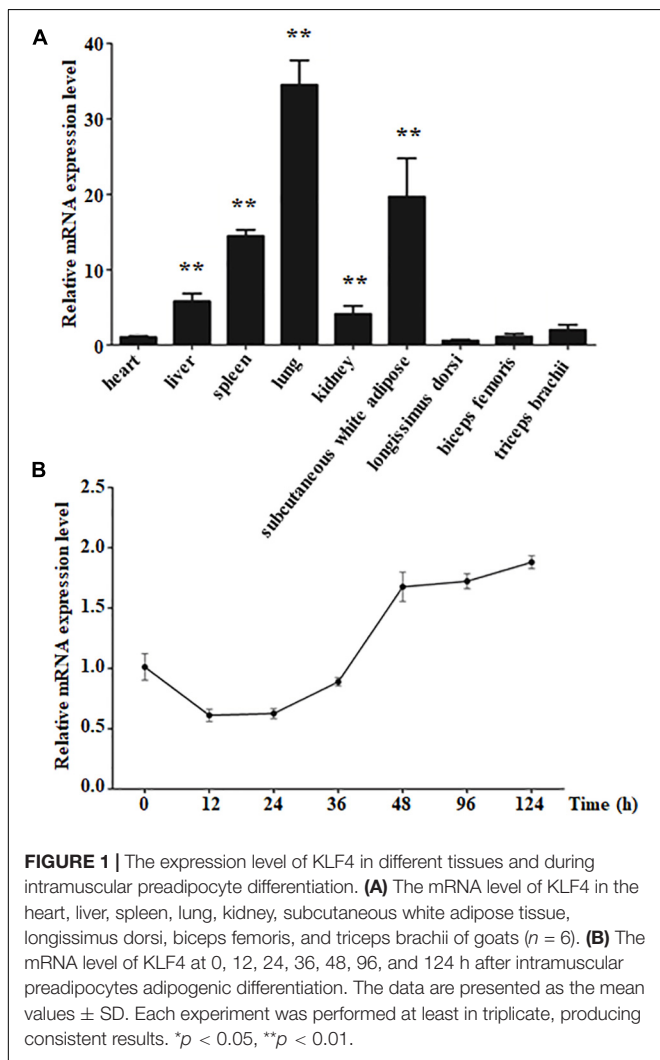 A
Relative mRNA expression level
40
30
20
10
0
** ** ** ** **
heart
liver
spleen
lung
kidney
subcutaneous white adipose
longissimus dorsi
biceps femoris
triceps brachii
B
Relative mRNA expression level
2.5
2.0
1.5
1.0
0.5
0.0
0 12 24 36 48 96 124 Time (h)
FIGURE 1 | The expression level of KLF4 in different tissues and during
intramuscular preadipocyte differentiation. (A) The mRNA level of KLF4 in the
heart, liver, spleen, lung, kidney, subcutaneous white adipose tissue,
longissimus dorsi, biceps femoris, and triceps brachii of goats (n = 6). (B) The
mRNA level of KLF4 at 0, 12, 24, 36, 48, 96, and 124 h after intramuscular
preadipocytes adipogenic differentiation. The data are presented as the mean
values ± SD. Each experiment was performed at least in triplicate, producing
consistent results. *p < 0.05, **p < 0.01.